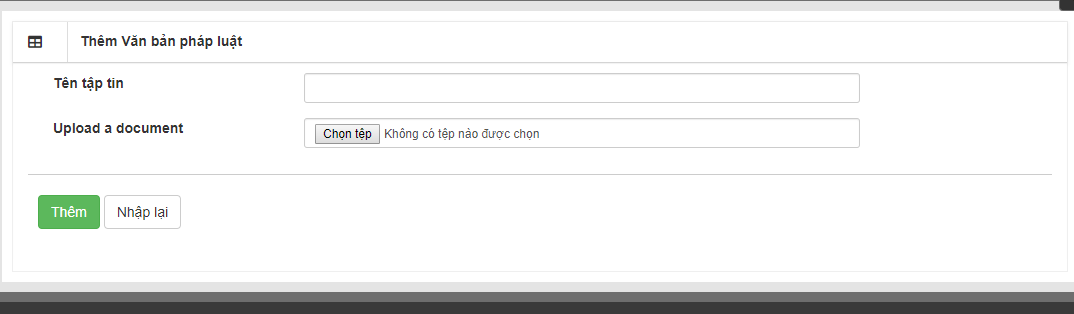 Thêm Văn bản pháp luật
Tên tập tin
Upload a document
Chọn tệp Không có tệp nào được chọn
Thêm Nhập lại